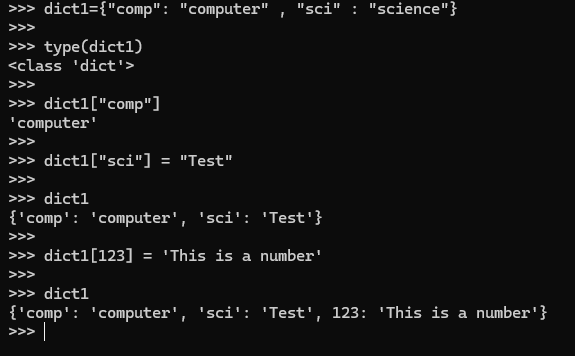 >>> dict1={"comp": "computer" , "sci" : "science"}
>>>
>>> type(dict1)
<class 'dict'>
>>>
>>> dict1["comp"]
'computer'
>>>
>>> dict1["sci"] = "Test"
>>>
>>> dict1
{'comp': 'computer', 'sci': 'Test'}
>>>
>>> dict1[123] = 'This is a number'
>>>
>>> dict1
{'comp': 'computer', 'sci': 'Test', 123: 'This is a number'}
>>>